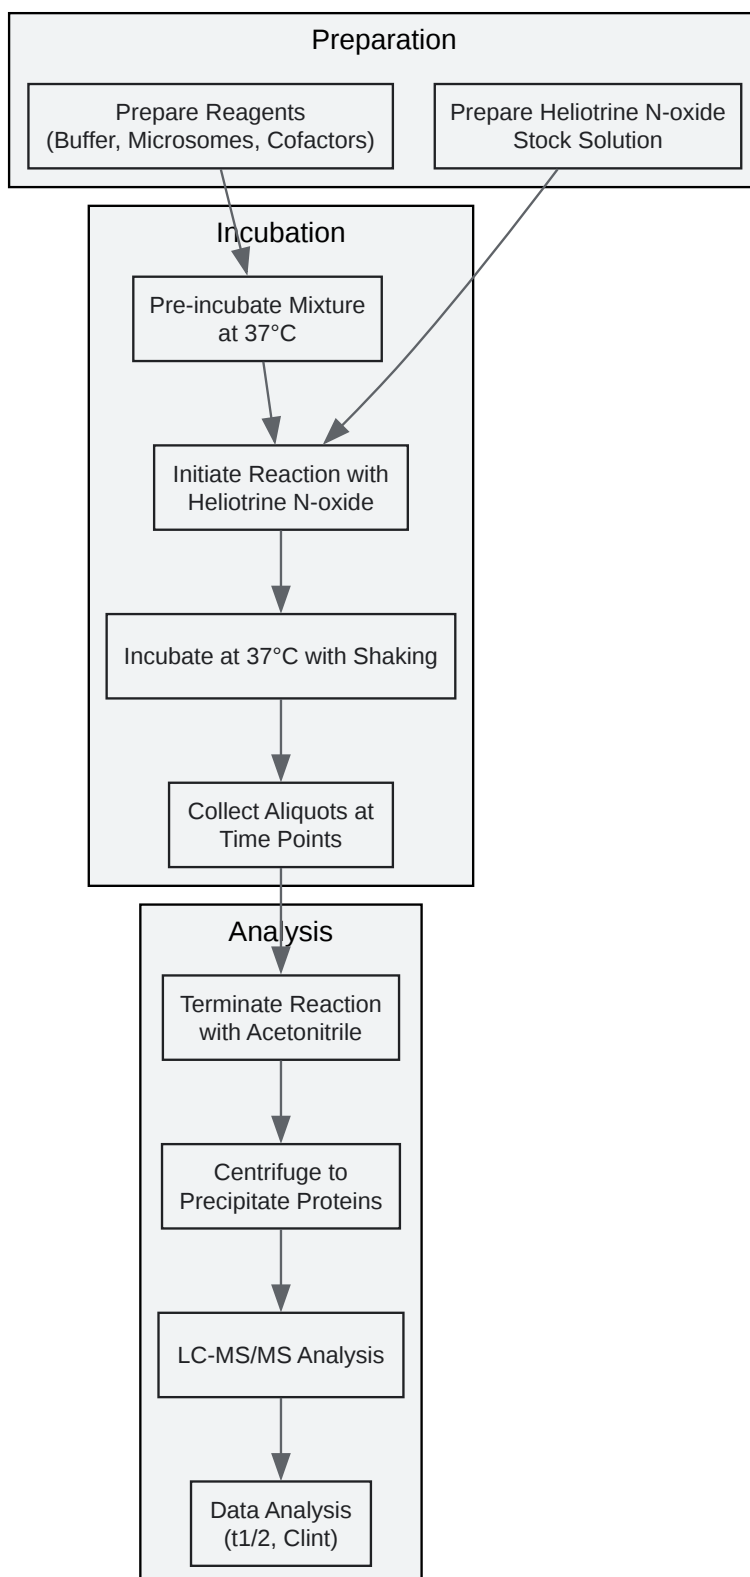 Preparation
Prepare Reagents
(Buffer, Microsomes, Cofactors)
Prepare Heliotrine N-oxide
Stock Solution
Incubation
Pre-incubate Mixture
at 37°C
Initiate Reaction with
Heliotrine N-oxide
Incubate at 37°C with Shaking
Collect Aliquots at
Time Points
Analysis
Terminate Reaction
with Acetonitrile
Centrifuge to
Precipitate Proteins
LC-MS/MS Analysis
Data Analysis
(t1/2, Clint)